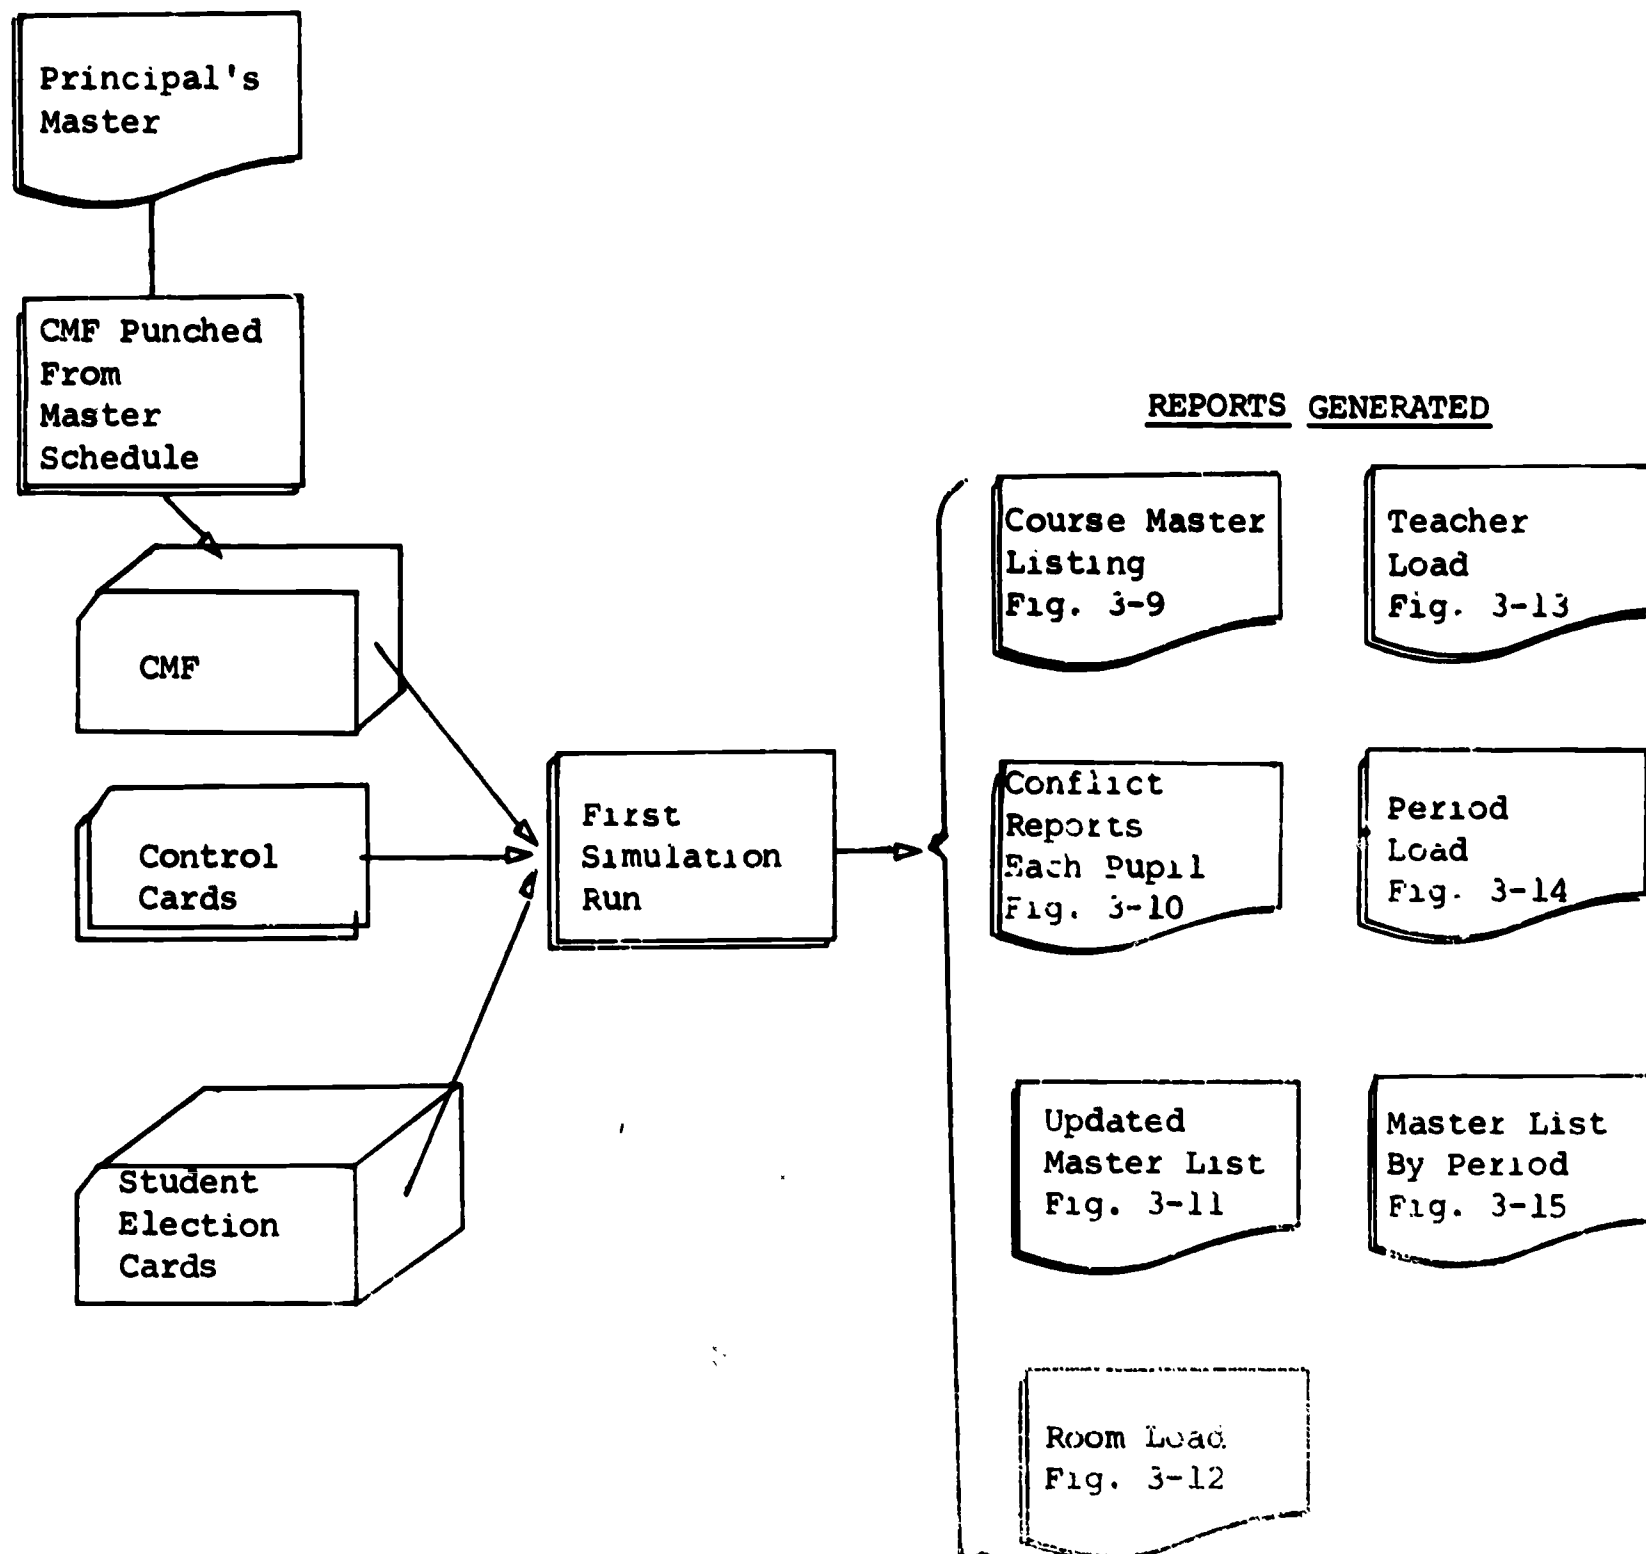 Principal's
Master
CMF Punched
From
Master
Schedule
CMF
Control
Cards
Student
Election
Cards
First
Simulation
Run
REPORTS GENERATED
Course Master
Listing
Fig. 3-9
Teacher
Load
Fig. 3-13
Conflict
Reports
Each Pupil
Fig. 3-10
Period
Load
Fig. 3-14
Updated
Master List
Fig. 3-11
Master List
By Period
Fig. 3-15
Room Load
Fig. 3-12